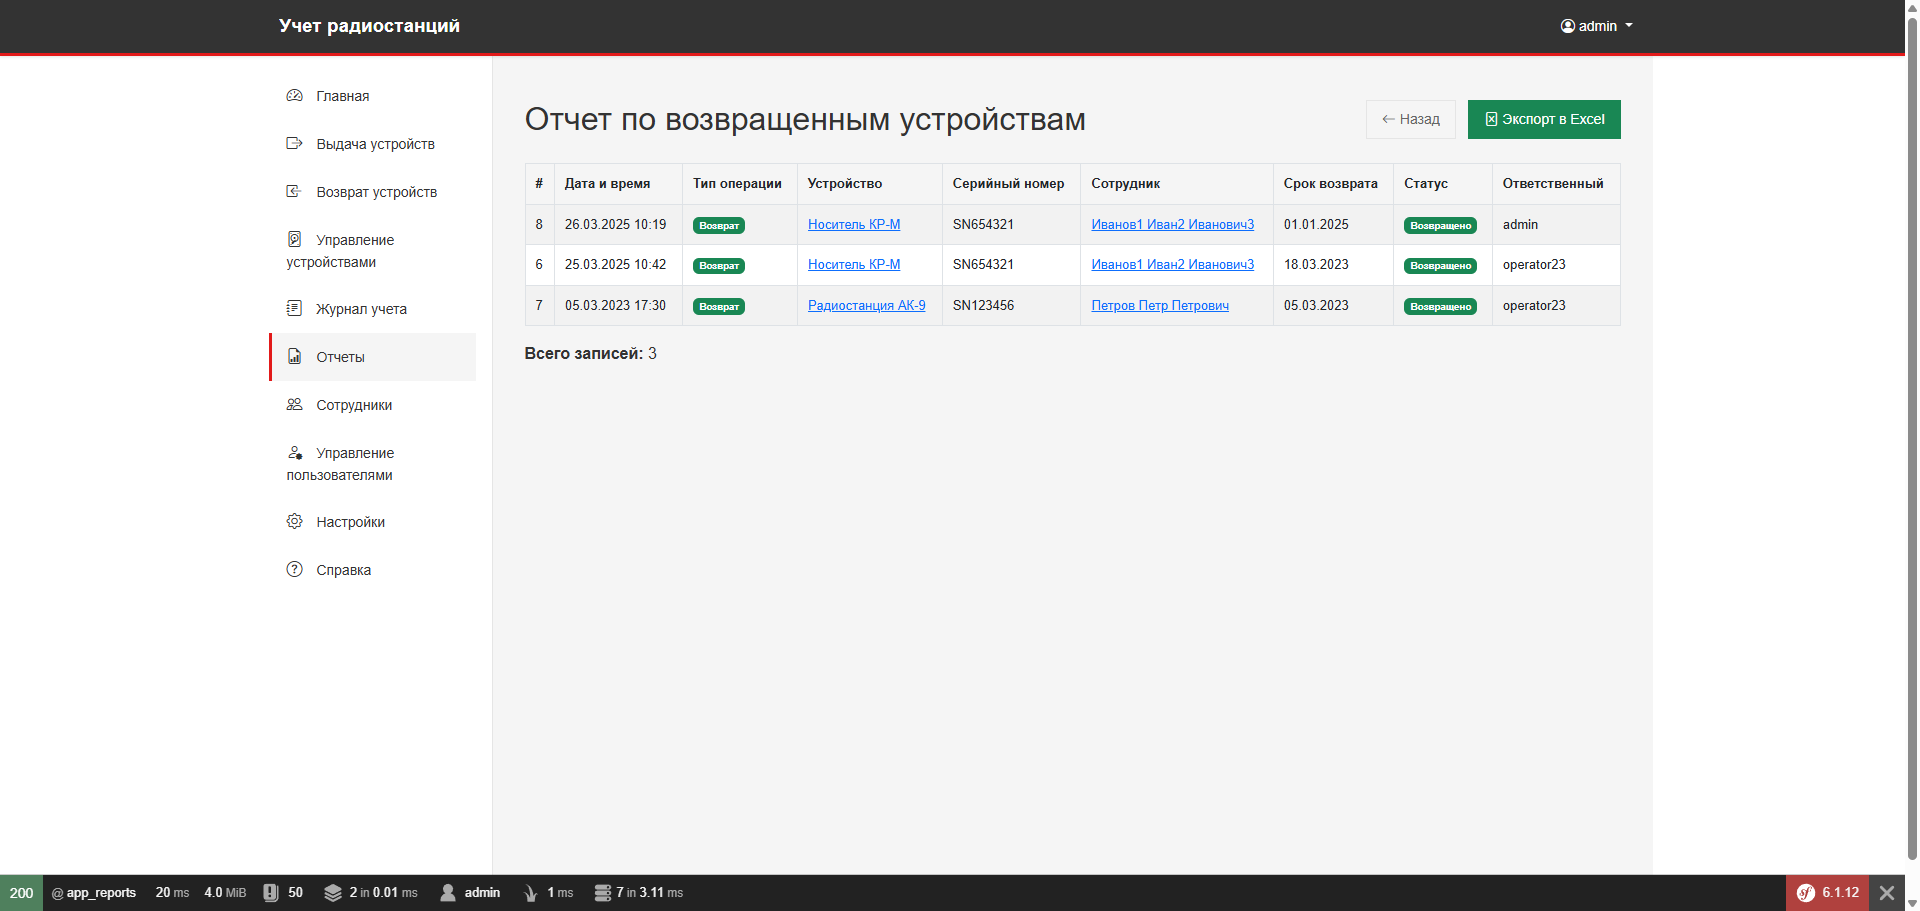 Учет радиостанций
admin
Главная
Выдача устройств
Возврат устройств
Управление
устройствами
Журнал учета
Отчеты
Сотрудники
Управление
пользователями
Настройки
Справка
Отчет по возвращенным устройствам
← Назад
Экспорт в Excel
# Дата и время Тип операции Устройство Серийный номер Сотрудник Срок возврата Статус Ответственный
8 26.03.2025 10:19 Возврат Носитель КР-М SN654321 Иванов1 Иван2 Иванович3 01.01.2025 Возвращено admin
6 25.03.2025 10:42 Возврат Носитель КР-М SN654321 Иванов1 Иван2 Иванович3 18.03.2023 Возвращено operator23
7 05.03.2023 17:30 Возврат Радиостанция АК-9 SN123456 Петров Петр Петрович 05.03.2023 Возвращено operator23
Всего записей: 3
200 @ app_reports 20 ms 4.0 MiB 50 2 in 0.01 ms admin 1 ms 7 in 3.11 ms sf 6.1.12